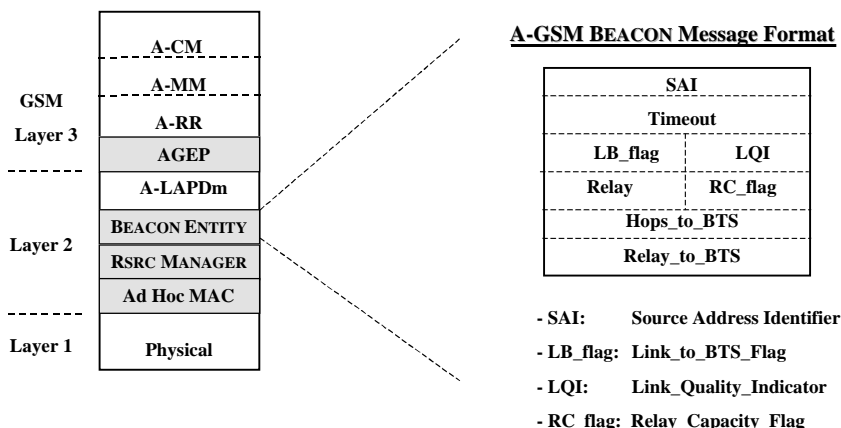 A-CM
A-MM
GSM
Layer 3
A-RR
AGEP
A-LAPDm
BEACON ENTITY
Layer 2
RSRC MANAGER
Ad Hoc MAC
Layer 1
Physical
A-GSM BEACON Message Format
SAI
Timeout
LB_flag LQI
Relay RC_flag
Hops_to_BTS
Relay_to_BTS
- SAI: Source Address Identifier
- LB_flag: Link_to_BTS_Flag
- LQI: Link_Quality_Indicator
- RC_flag: Relay_Capacity_Flag